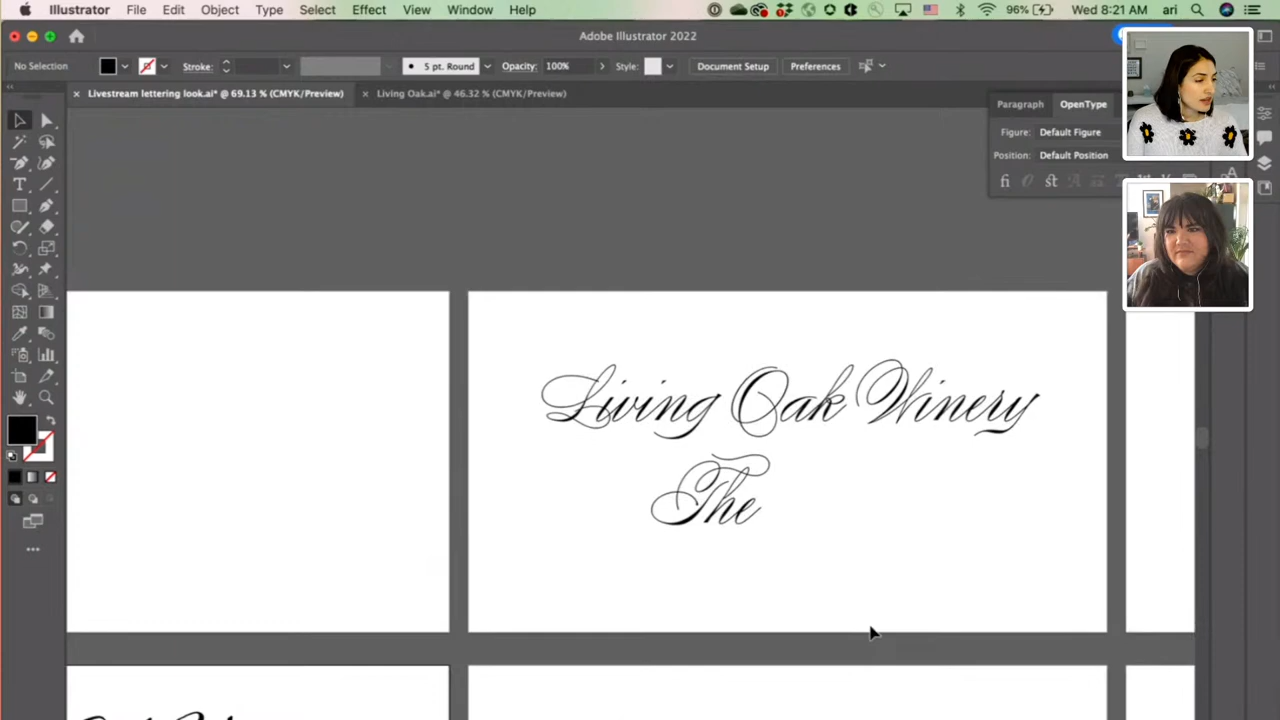 Illustrator File Edit Object Type Select Effect View Window Help 96% Wed 8:21 AM ari
Adobe Illustrator 2022
No Selection Stroke: 5 pt. Round Opacity: 100% Style: Document Setup Preferences
× Livestream lettering look.ai* @ 69.13 % (CMYK/Preview) × Living Oak.ai* @ 46.32 % (CMYK/Preview)
Paragraph OpenType
Figure: Default Figure
Position: Default Position
Living Oak Winery
The